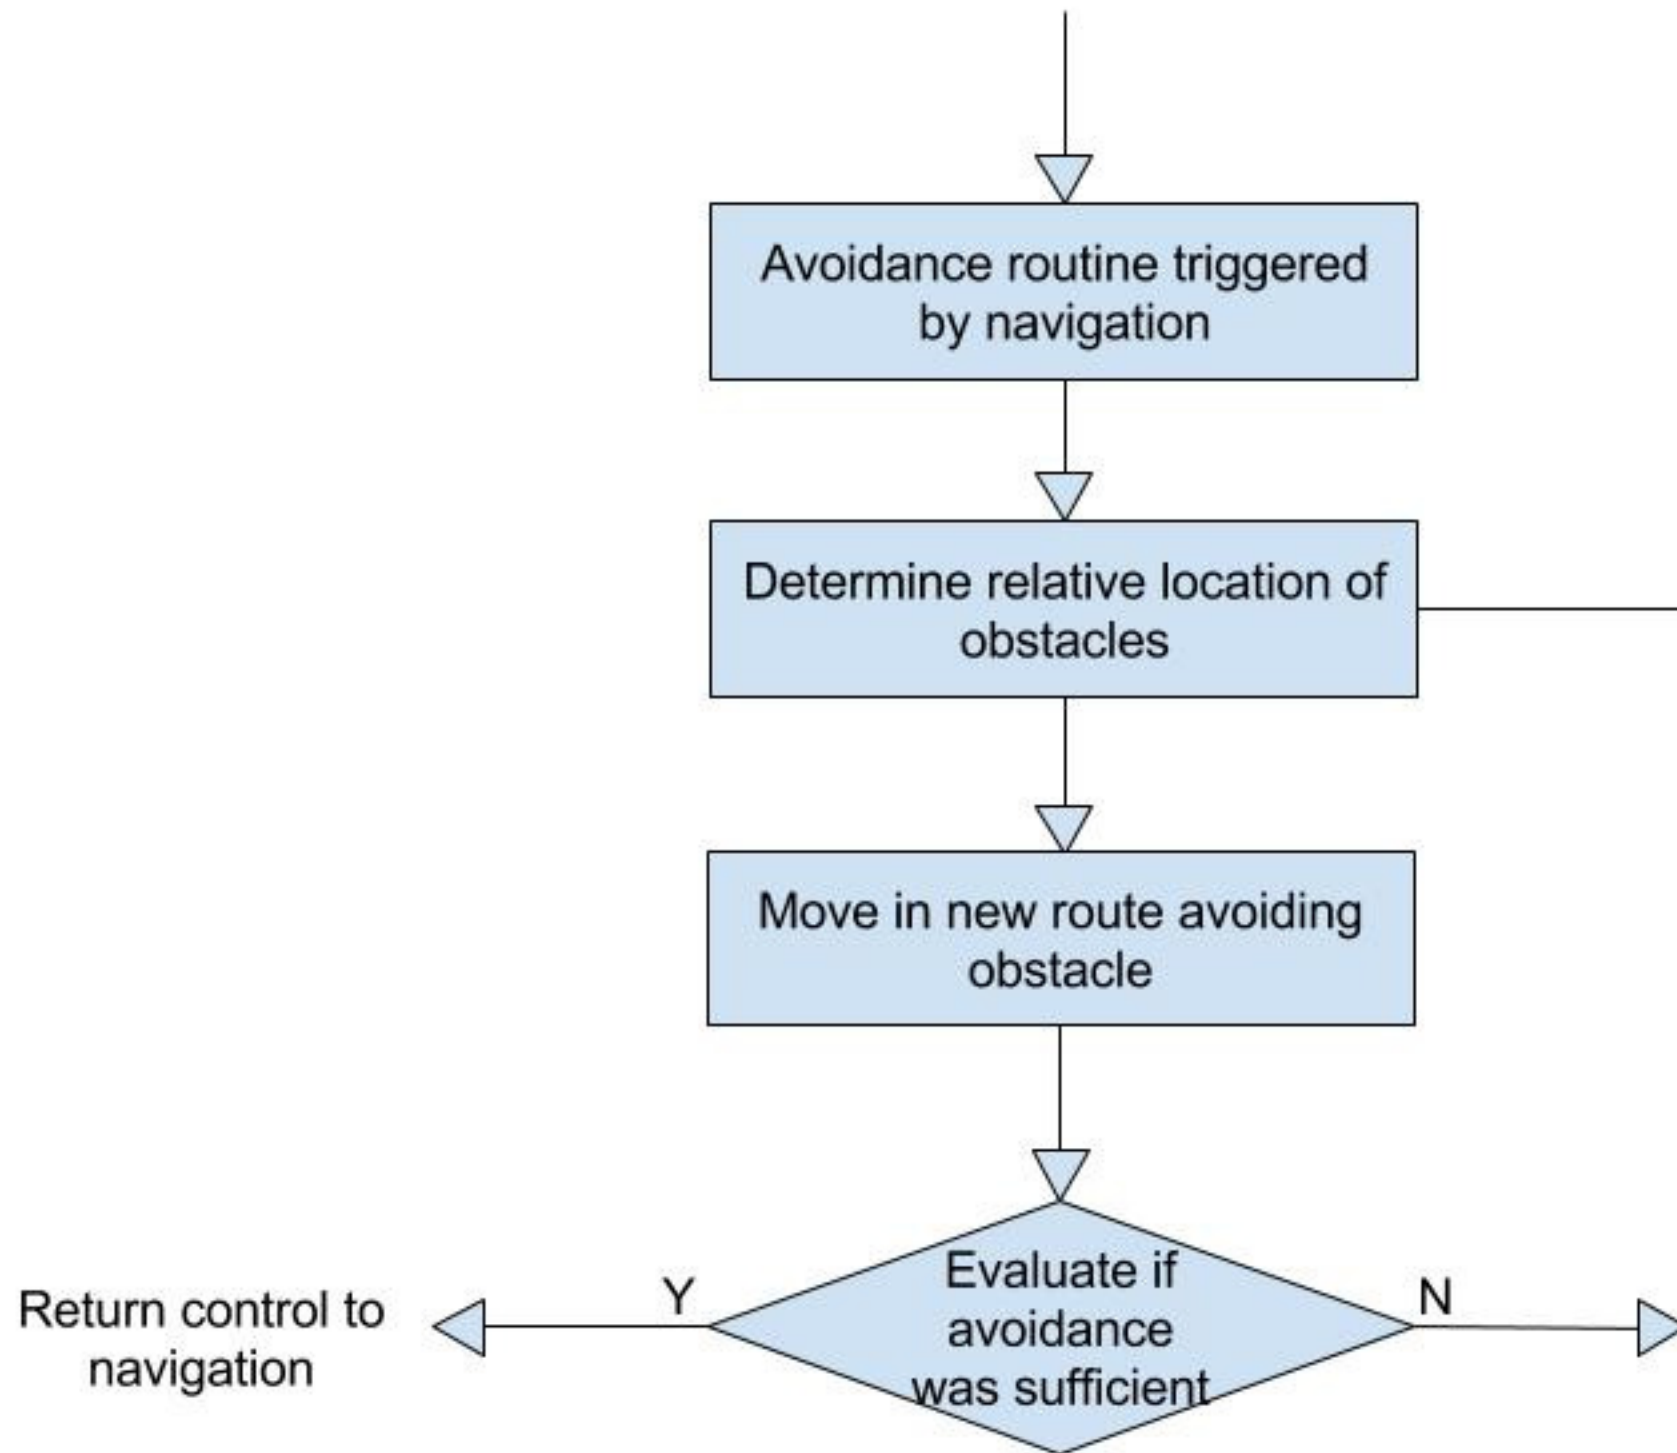 Avoidance routine triggered
by navigation
Determine relative location of
obstacles
Move in new route avoiding
obstacle
Evaluate if
avoidance
was sufficient
Y
N
Return control to
navigation